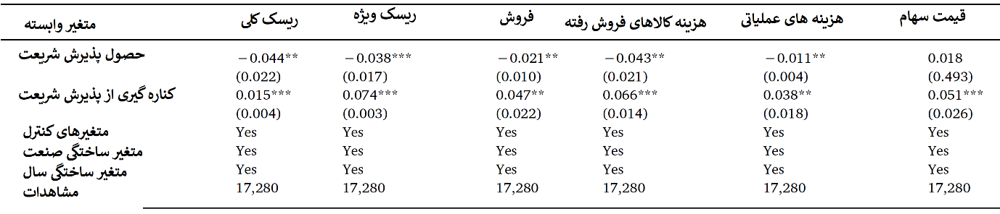 متغیر وابسته ریسک کلی ریسک ویژه فروش هزینه کالاهای فروش رفته هزینه های عملیاتی قیمت سهام
حصول پذیرش شریعت −0.044** −0.038*** −0.021** −0.043** −0.011** 0.018
(0.022) (0.017) (0.010) (0.021) (0.004) (0.493)
کناره گیری از پذیرش شریعت 0.015*** 0.074*** 0.047** 0.066*** 0.038** 0.051***
(0.004) (0.003) (0.022) (0.014) (0.018) (0.026)
متغیرهای کنترل Yes Yes Yes Yes Yes Yes
متغیر ساختگی صنعت Yes Yes Yes Yes Yes Yes
متغیر ساختگی سال Yes Yes Yes Yes Yes Yes
مشاهدات 17,280 17,280 17,280 17,280 17,280 17,280